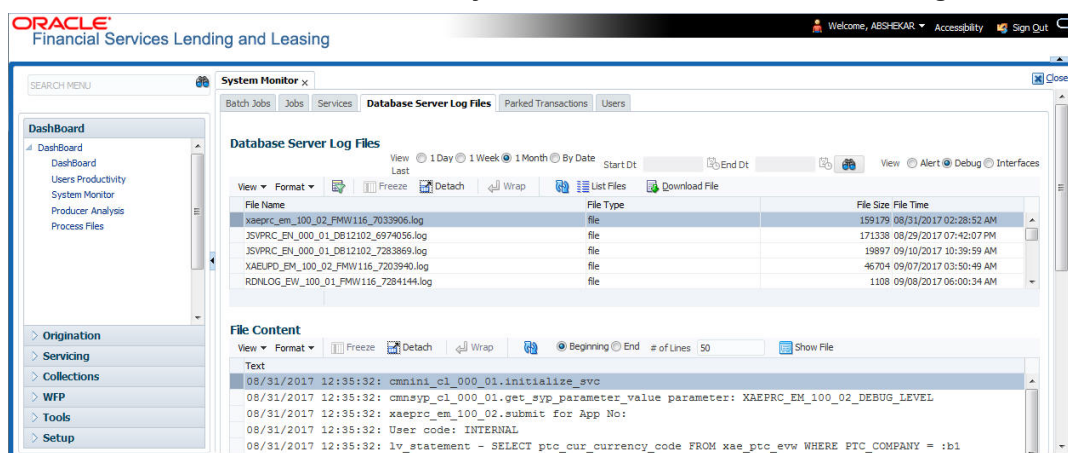 ORACLE
Financial Services Lending and Leasing
Welcome, ABSHEKAR Accessibility Sign Out
SEARCH MENU
System Monitor x
Close
Batch Jobs Jobs Services Database Server Log Files Parked Transactions Users
DashBoard
DashBoard
DashBoard
Users Productivity
System Monitor
Producer Analysis
Process Files
Origination
Servicing
Collections
WFP
Tools
Setup
Database Server Log Files
View Last 1 Day 1 Week 1 Month By Date Start Dt End Dt View Alert Debug Interfaces
View Format Freeze Detach Wrap List Files Download File
File Name File Type File Size File Time
xaeprc_em_100_02_FMW116_7033906.log file 159179 08/31/2017 02:28:52 AM
JSVPRC_EN_000_01_DB12102_6974056.log file 171338 08/29/2017 07:42:07 PM
JSVPRC_EN_000_01_DB12102_7283869.log file 19897 09/10/2017 10:39:59 AM
XAEUPD_EM_100_02_FMW116_7203940.log file 46704 09/07/2017 03:50:49 AM
RDNLOG_EW_100_01_FMW116_7284144.log file 1108 09/08/2017 06:00:34 AM
File Content
View Format Freeze Detach Wrap Beginning End # of Lines 50 Show File
Text
08/31/2017 12:35:32: cmnini_cl_000_01.initialize_svc
08/31/2017 12:35:32: cmnsyp_cl_000_01.get_syp_parameter_value parameter: XAEPRC_EM_100_02_DEBUG_LEVEL
08/31/2017 12:35:32: xaeprc_em_100_02.submit for App No:
08/31/2017 12:35:32: User code: INTERNAL
08/31/2017 12:35:32: lv_statement - SELECT ptc_cur_currency_code FROM xae_ptc_evw WHERE PTC_COMPANY = :b1